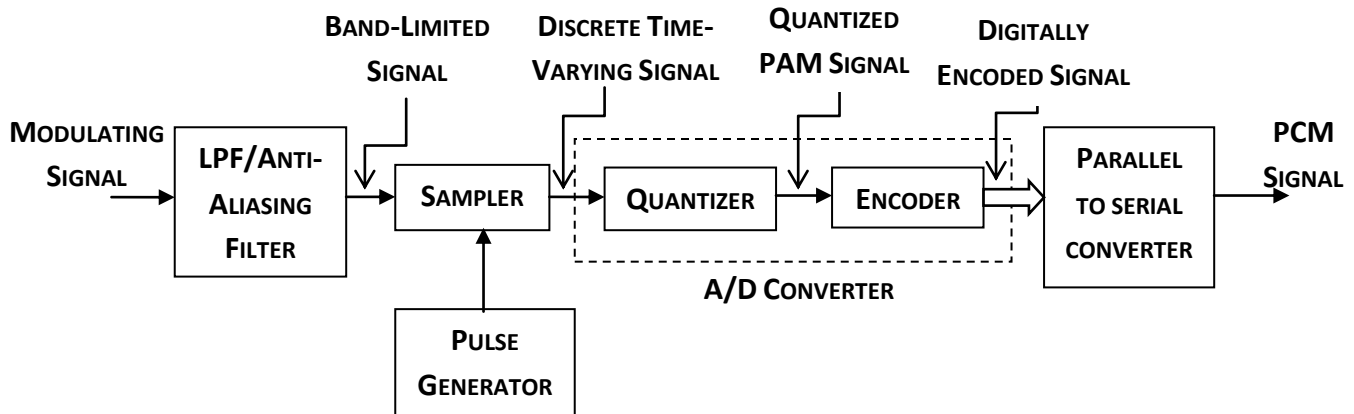 BAND-LIMITED
SIGNAL
DISCRETE TIME-
VARYING SIGNAL
QUANTIZED
PAM SIGNAL
DIGITALLY
ENCODED SIGNAL
MODULATING
SIGNAL
LPF/ANTI-
ALIASING
FILTER
SAMPLER
QUANTIZER
ENCODER
PARALLEL
TO SERIAL
CONVERTER
PCM
SIGNAL
A/D CONVERTER
PULSE
GENERATOR